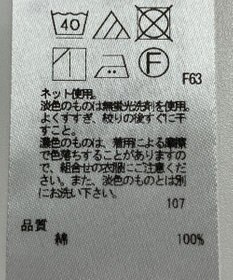 40
F
F63
ネット使用。
淡色のものは無蛍光洗剤を使用。
よくすすぎ、絞りの後すぐに干
すこと。
濃色のものは、着用による摩擦
で色落ちすることがありますの
で、組合せの衣服にご注意くださ
い。また、淡色のものとは別
にお洗い下さい。
107
品質
綿 100%